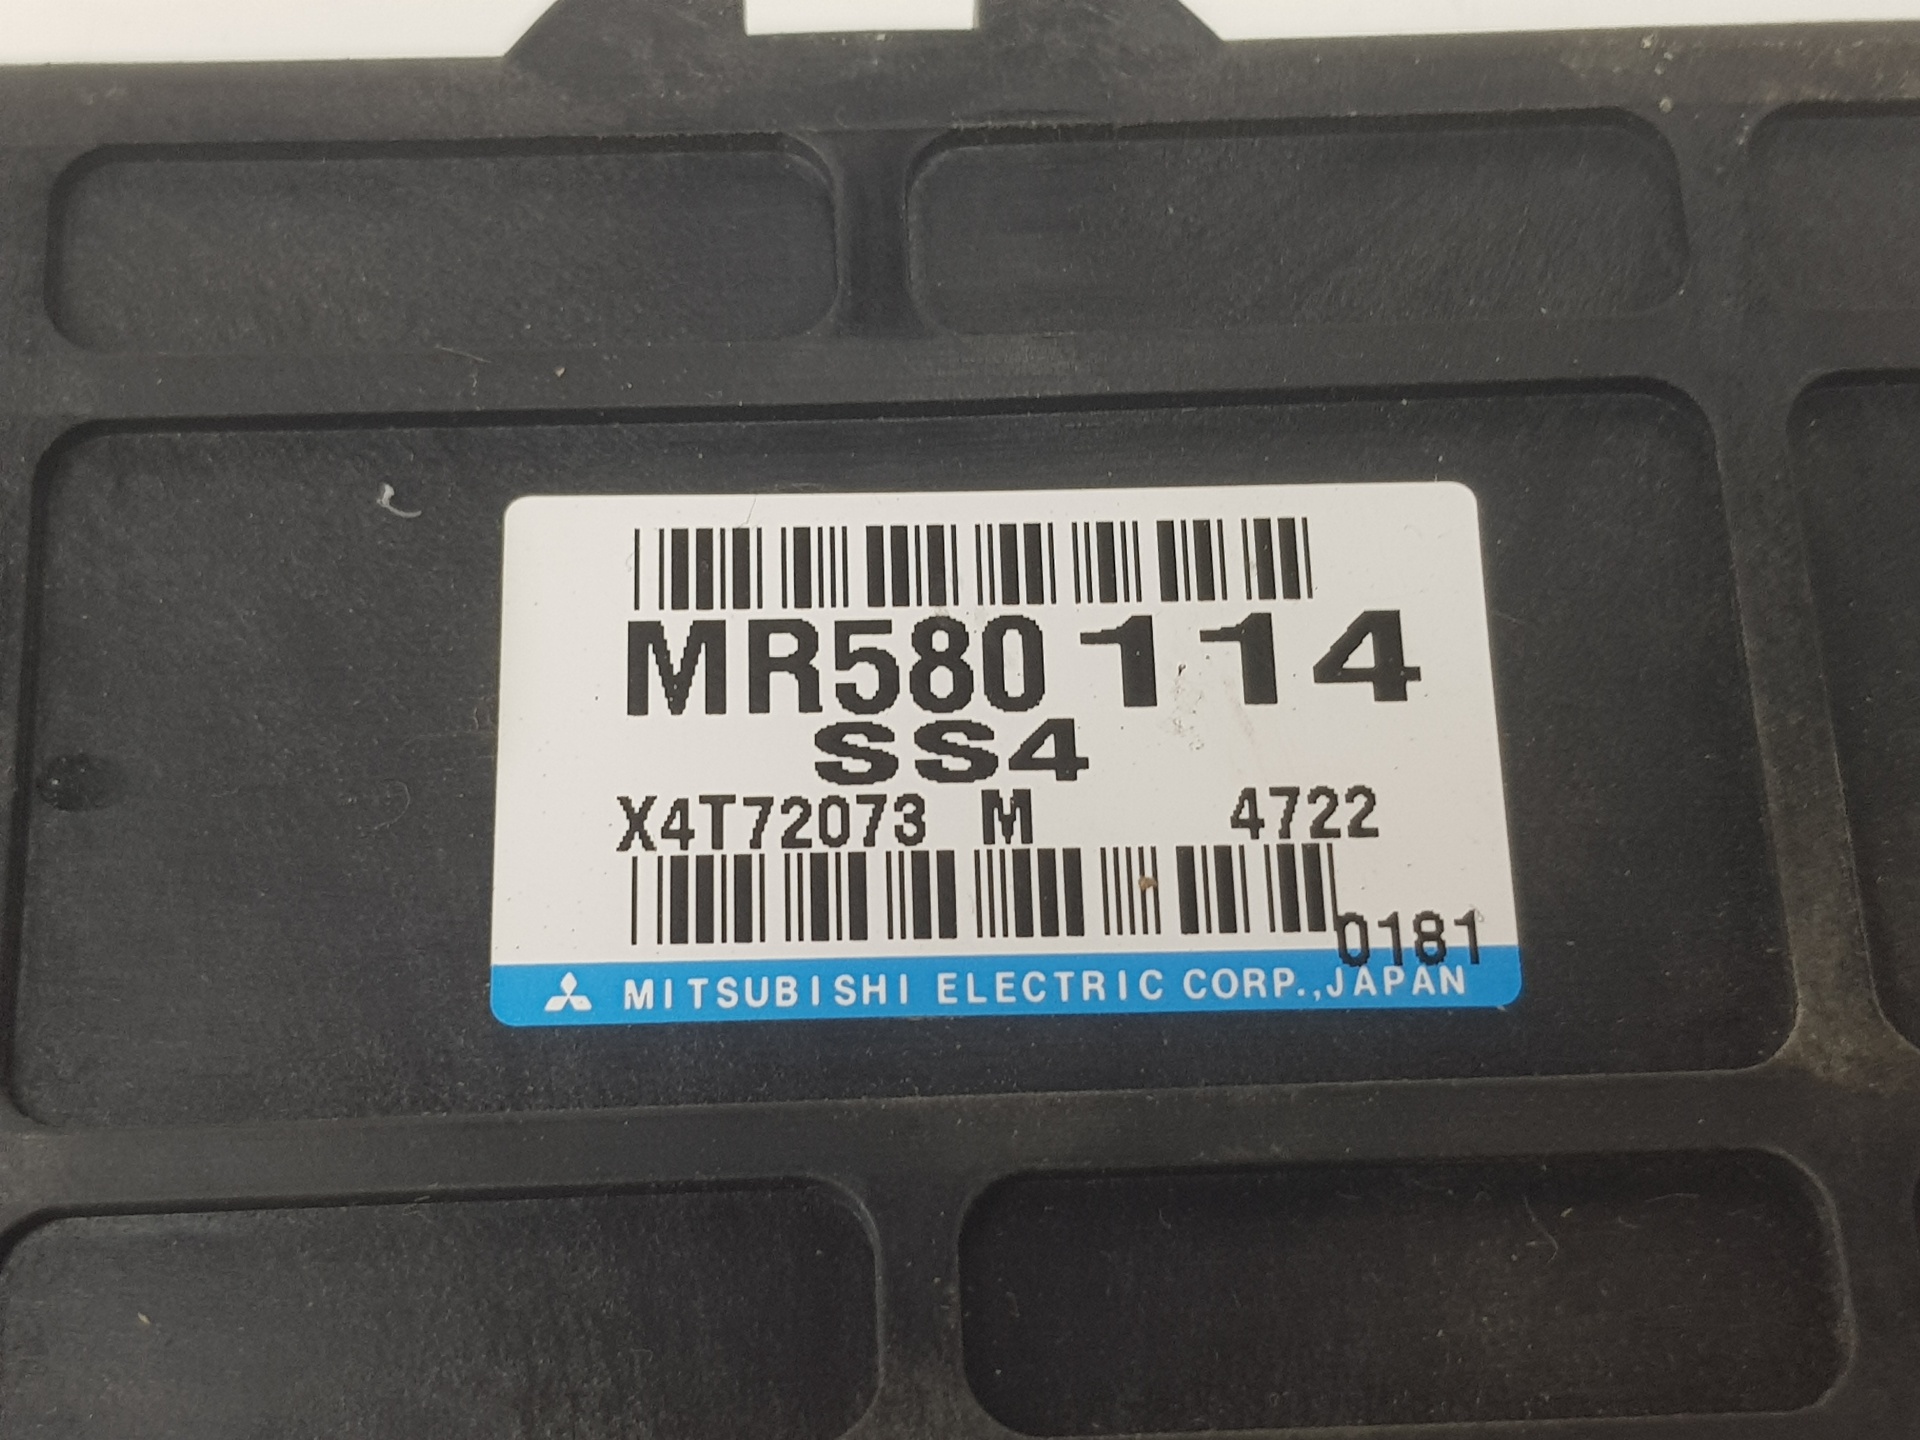 MR580114
SS4
X4T72073 M 4722
0181
MITSUBISHI ELECTRIC CORP.,JAPAN